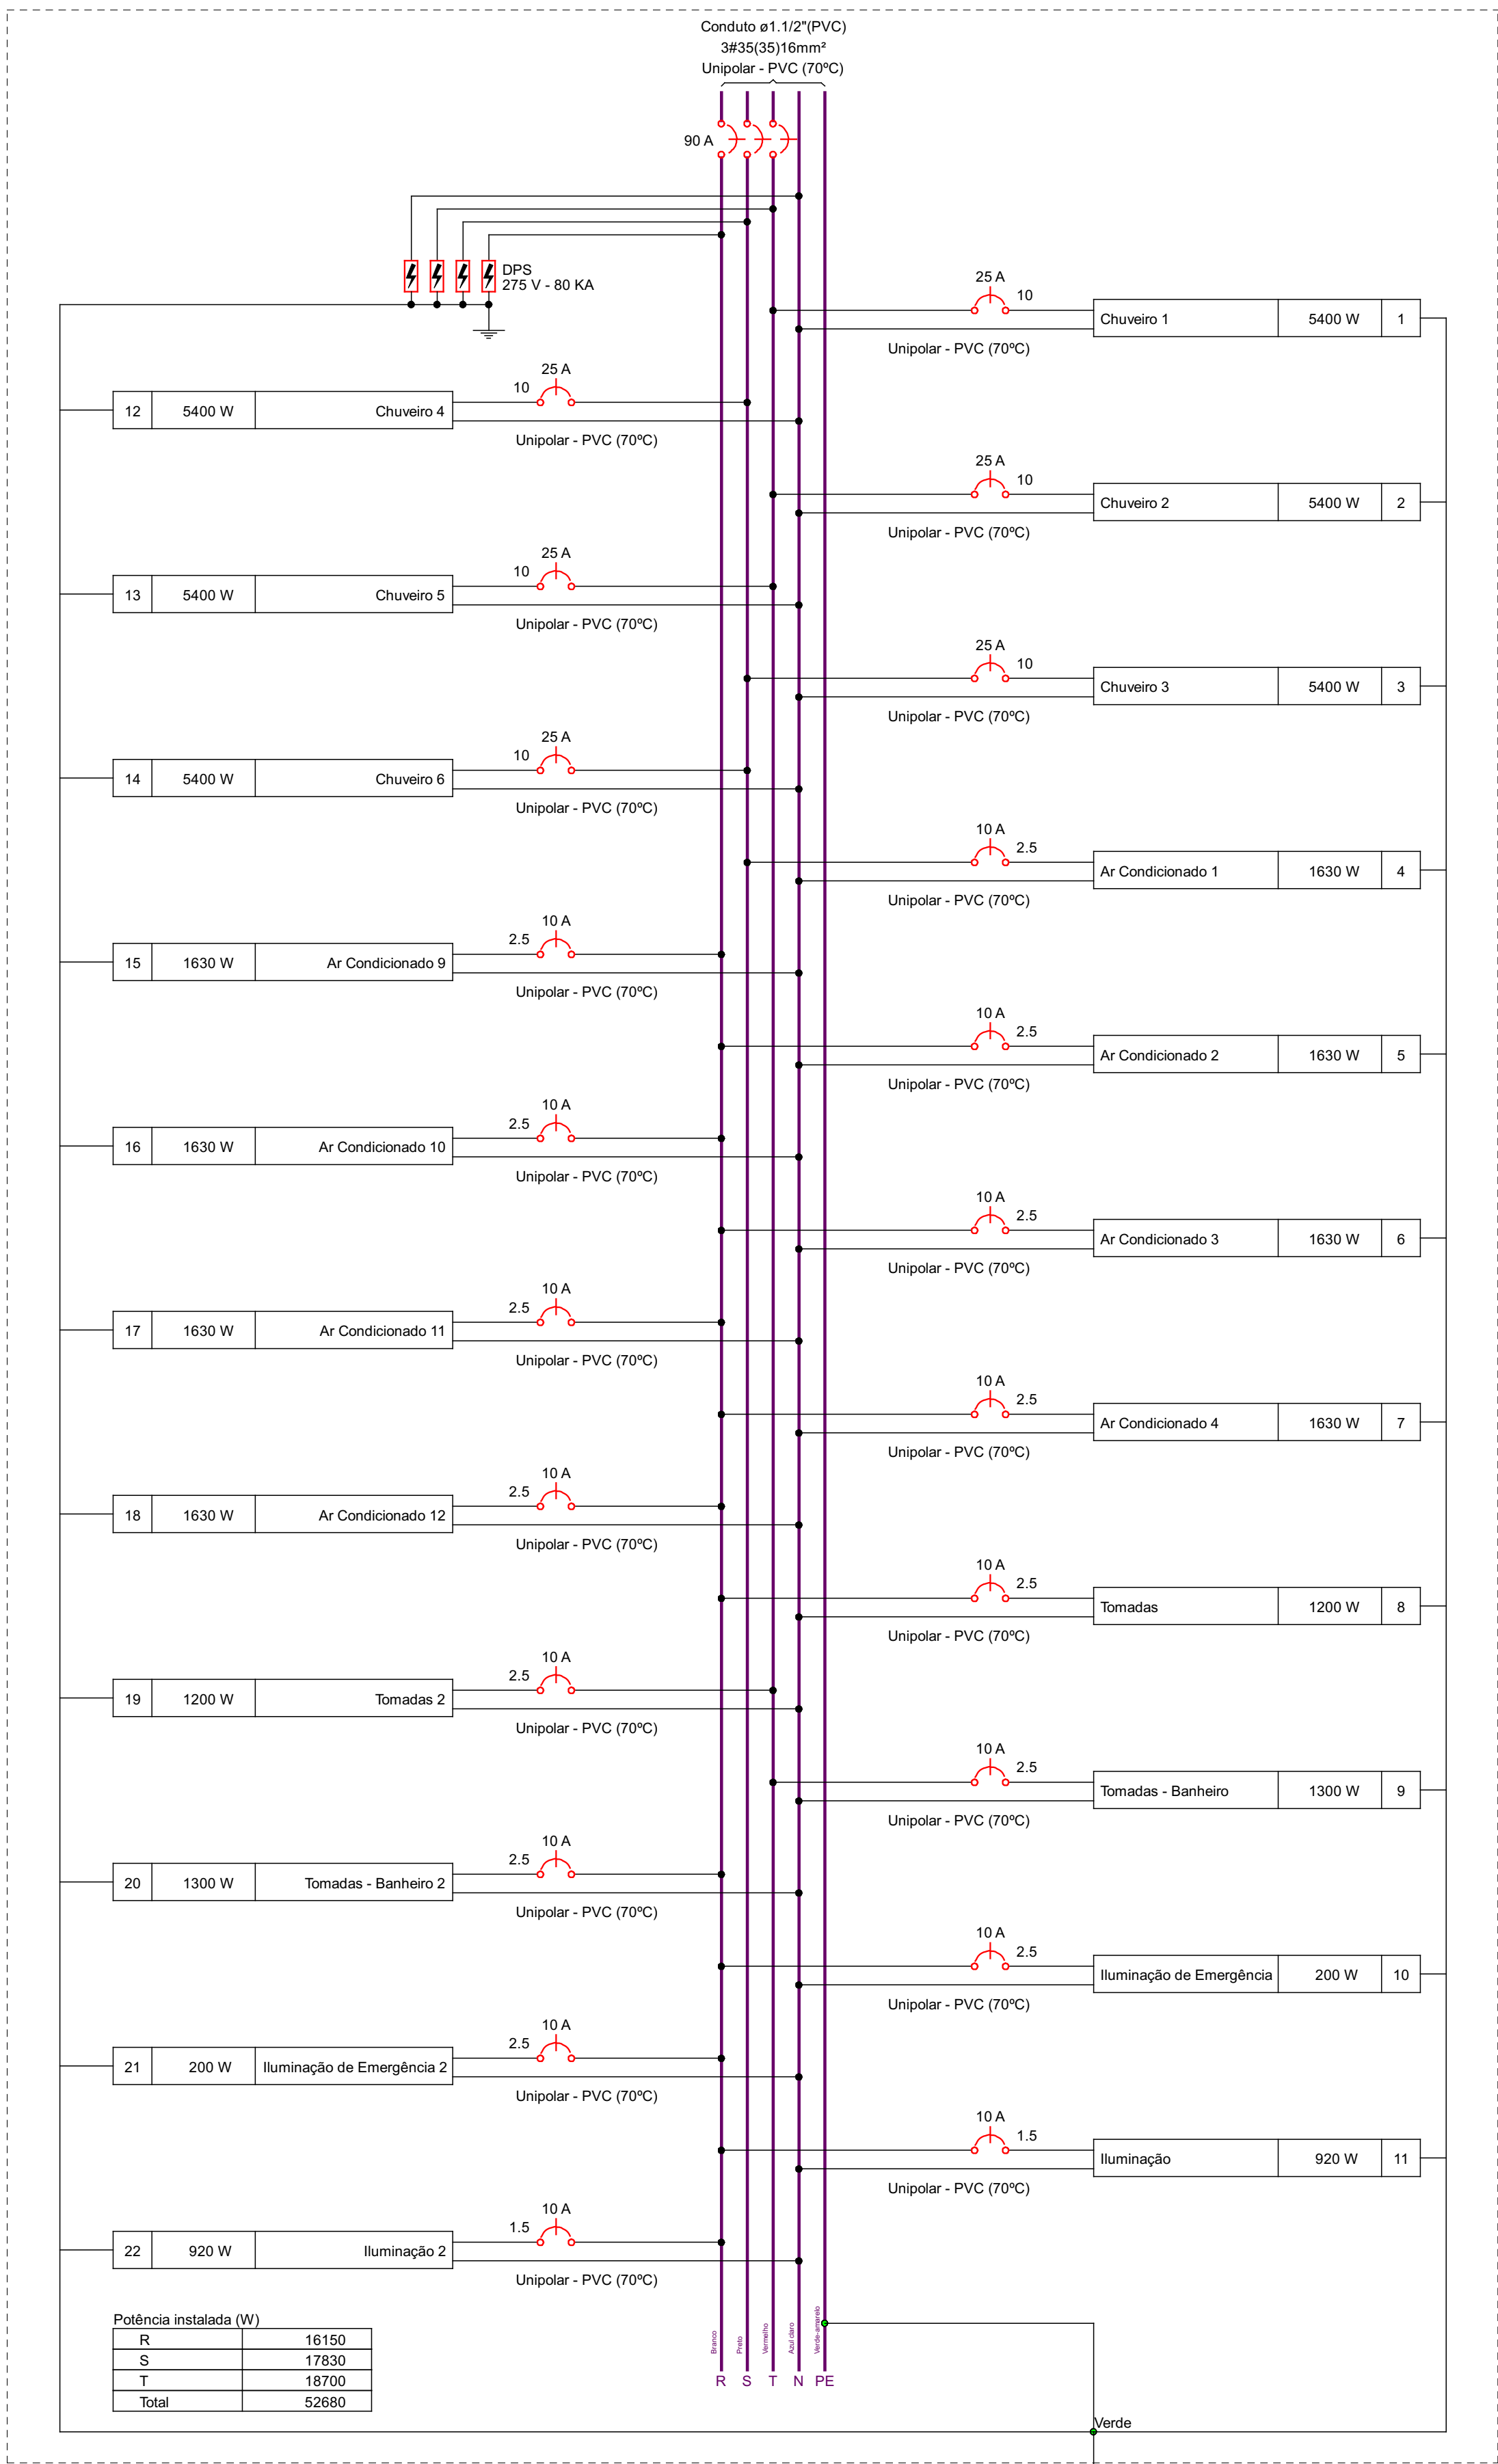 Conduto ø1.1/2"(PVC)
3#35(35)16mm²
Unipolar - PVC (70ºC)
90 A
DPS
275 V - 80 KA
25 A
10
Chuveiro 1 5400 W 1
Unipolar - PVC (70ºC)
25 A
10
12 5400 W Chuveiro 4
Unipolar - PVC (70ºC)
25 A
10
Chuveiro 2 5400 W 2
Unipolar - PVC (70ºC)
25 A
10
13 5400 W Chuveiro 5
Unipolar - PVC (70ºC)
25 A
10
Chuveiro 3 5400 W 3
Unipolar - PVC (70ºC)
25 A
10
14 5400 W Chuveiro 6
Unipolar - PVC (70ºC)
10 A
2.5
Ar Condicionado 1 1630 W 4
Unipolar - PVC (70ºC)
10 A
2.5
15 1630 W Ar Condicionado 9
Unipolar - PVC (70ºC)
10 A
2.5
Ar Condicionado 2 1630 W 5
Unipolar - PVC (70ºC)
10 A
2.5
16 1630 W Ar Condicionado 10
Unipolar - PVC (70ºC)
10 A
2.5
Ar Condicionado 3 1630 W 6
Unipolar - PVC (70ºC)
10 A
2.5
17 1630 W Ar Condicionado 11
Unipolar - PVC (70ºC)
10 A
2.5
Ar Condicionado 4 1630 W 7
Unipolar - PVC (70ºC)
10 A
2.5
18 1630 W Ar Condicionado 12
Unipolar - PVC (70ºC)
10 A
2.5
Tomadas 1200 W 8
Unipolar - PVC (70ºC)
10 A
2.5
19 1200 W Tomadas 2
Unipolar - PVC (70ºC)
10 A
2.5
Tomadas - Banheiro 1300 W 9
Unipolar - PVC (70ºC)
10 A
2.5
20 1300 W Tomadas - Banheiro 2
Unipolar - PVC (70ºC)
10 A
2.5
Iluminação de Emergência 200 W 10
Unipolar - PVC (70ºC)
10 A
2.5
21 200 W Iluminação de Emergência 2
Unipolar - PVC (70ºC)
10 A
1.5
Iluminação 920 W 11
Unipolar - PVC (70ºC)
10 A
1.5
22 920 W Iluminação 2
Unipolar - PVC (70ºC)
Potência instalada (W)
R 16150
S 17830
T 18700
Total 52680
Branco
Preto
Vermelho
Azul claro
Verde-amarelo
R S T N PE
Verde